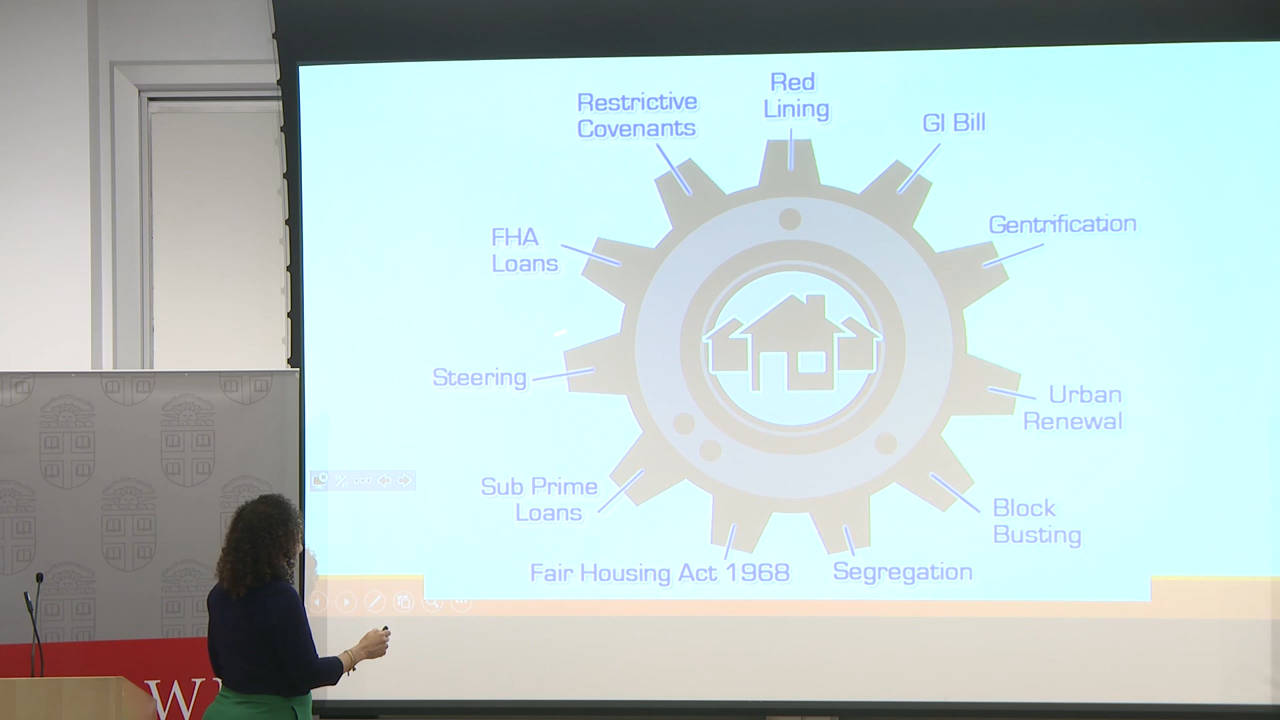 Red
Lining
Restrictive
Covenants
GI Bill
Gentrification
FHA
Loans
Steering
Urban
Renewal
Sub Prime
Loans
Block
Busting
Fair Housing Act 1968
Segregation